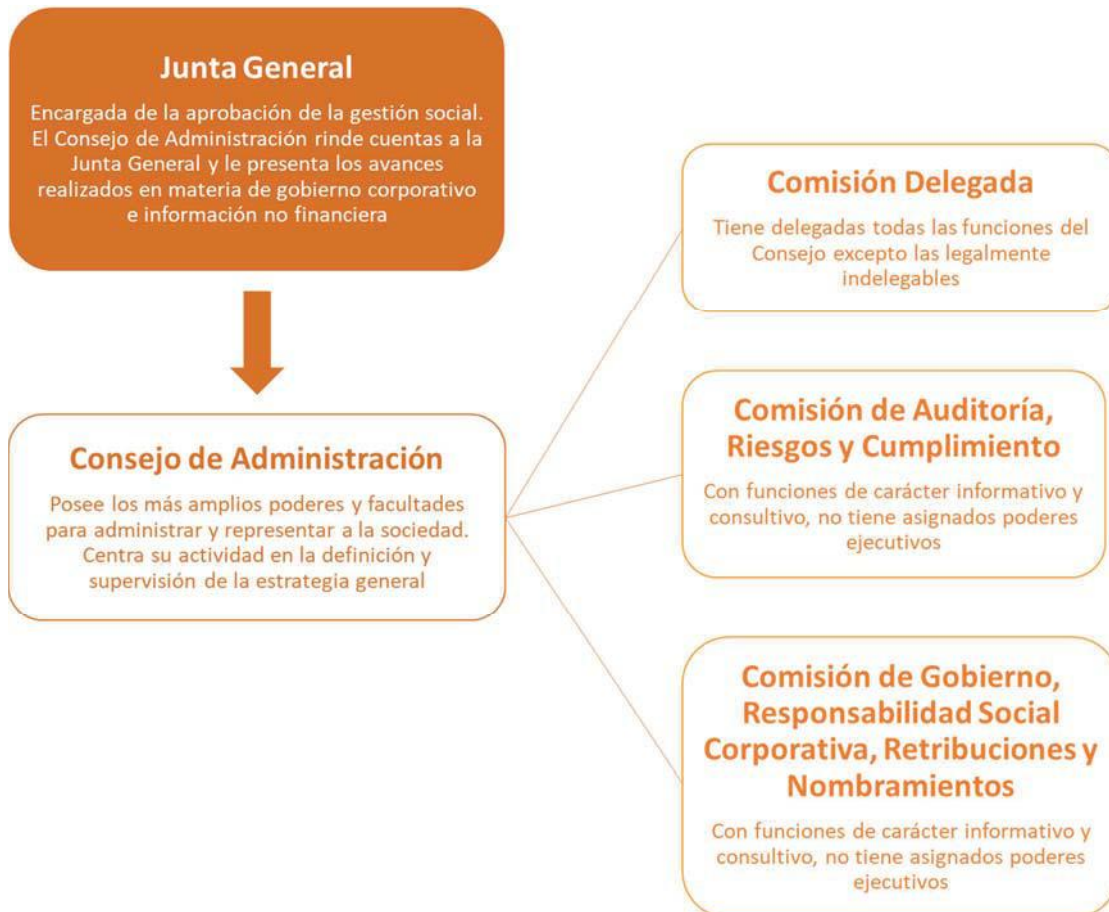 Junta General
Encargada de la aprobación de la gestión social.
El Consejo de Administración rinde cuentas a la
Junta General y le presenta los avances
realizados en materia de gobierno corporativo
e información no financiera
Consejo de Administración
Posee los más amplios poderes y facultades
para administrar y representar a la sociedad.
Centra su actividad en la definición y
supervisión de la estrategia general
Comisión Delegada
Tiene delegadas todas las funciones del
Consejo excepto las legalmente
indelegables
Comisión de Auditoría,
Riesgos y Cumplimiento
Con funciones de carácter informativo y
consultivo, no tiene asignados poderes
ejecutivos
Comisión de Gobierno,
Responsabilidad Social
Corporativa, Retribuciones y
Nombramientos
Con funciones de carácter informativo y
consultivo, no tiene asignados poderes
ejecutivos